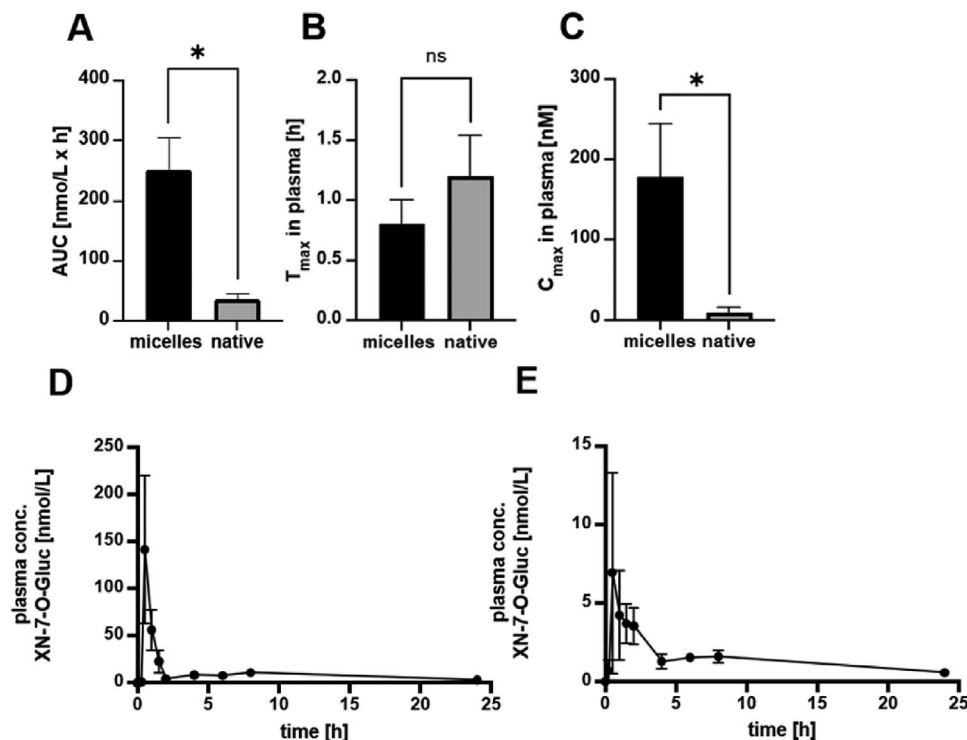 A
AUC [nmo/L x h]
400
300
200
100
0
*
micelles native
B
T max in plasma [h]
2.0
1.5
1.0
0.5
0.0
ns
micelles native
C
C max in plasma [nM]
300
200
100
0
*
micelles native
D
plasma conc.
XN-7-O-Gluc [nmol/L]
250
200
150
100
50
0
0 5 10 15 20 25
time [h]
E
plasma conc.
XN-7-O-Gluc [nmol/L]
15
10
5
0
0 5 10 15 20 25
time [h]